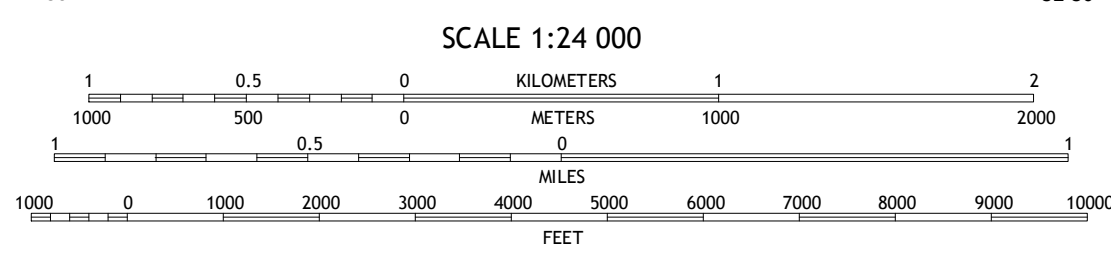 SCALE 1:24 000
1 0.5 0 KILOMETERS 1 2
1000 500 0 METERS 1000 2000
1 0.5 0 1
MILES
1000 0 1000 2000 3000 4000 5000 6000 7000 8000 9000 10000
FEET